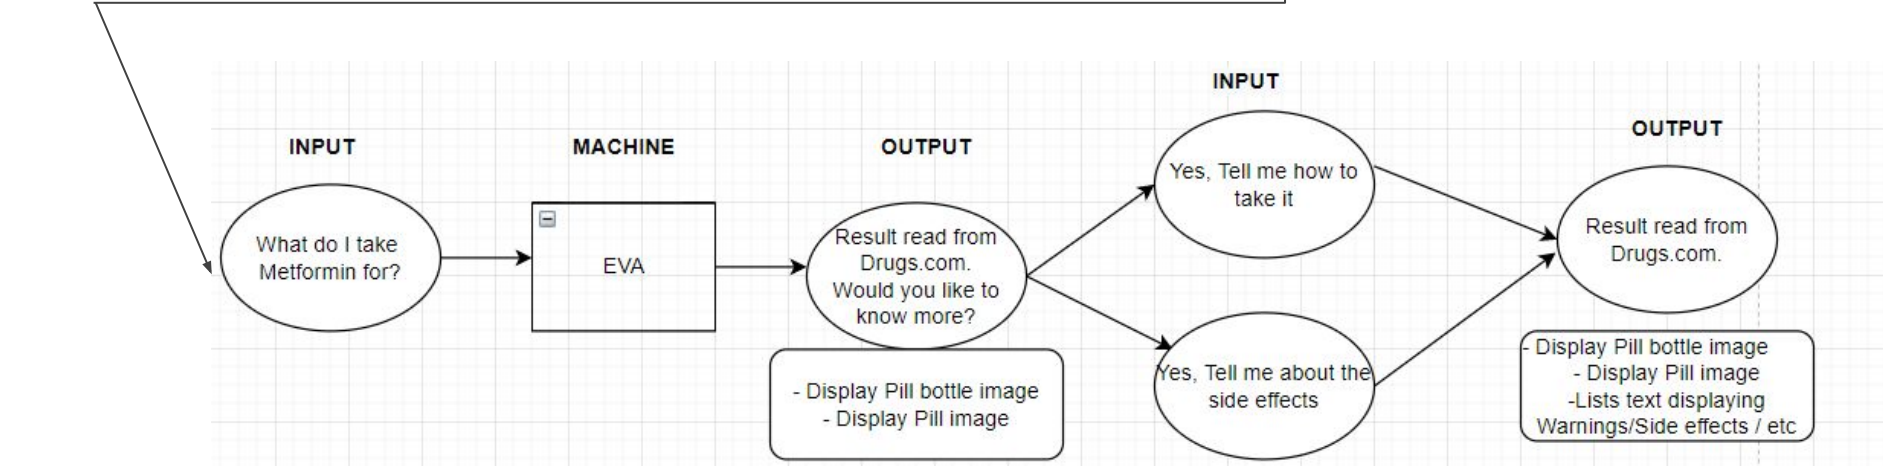 INPUT
What do I take
Metformin for?
MACHINE
EVA
OUTPUT
Result read from
Drugs.com.
Would you like to
know more?
- Display Pill bottle image
- Display Pill image
INPUT
Yes, Tell me how to
take it
Yes, Tell me about the
side effects
OUTPUT
Result read from
Drugs.com.
- Display Pill bottle image
- Display Pill image
-Lists text displaying
Warnings/Side effects / etc